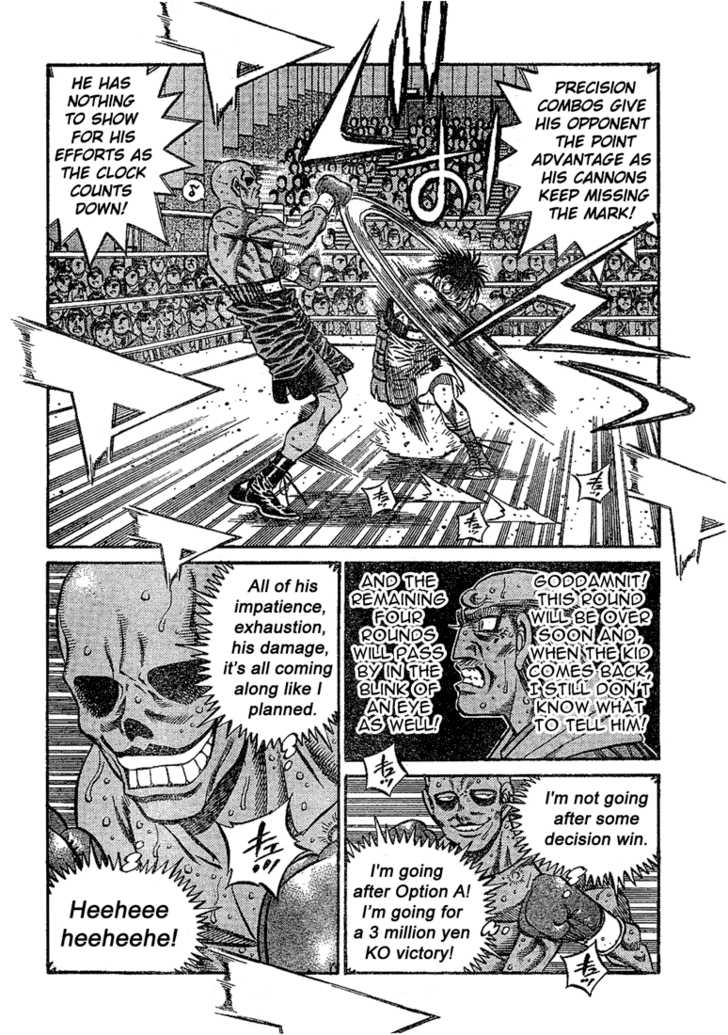 PRECISION
COMBOS GIVE
HIS OPPONENT
THE POINT
ADVANTAGE AS
HIS CANNONS
KEEP MISSING
THE MARK!
HE HAS
NOTHING
TO SHOW
FOR HIS
EFFORTS AS
THE CLOCK
COUNTS
DOWN!
お
GODDAMNIT!
THIS ROUND
WILL BE OVER
SOON AND,
WHEN THE KID
COMES BACK,
I STILL DON'T
KNOW WHAT
TO TELL HIM!
AND THE
REMAINING
FOUR
ROUNDS
WILL PASS
BY IN THE
BLINK OF
AN EYE
AS WELL!
All of his
impatience,
exhaustion,
his damage,
it's all coming
along like I
planned.
Heeheee
heeheehe!
I'm not going
after some
decision win.
I'm going
after Option A!
I'm going for
a 3 million yen
KO victory!